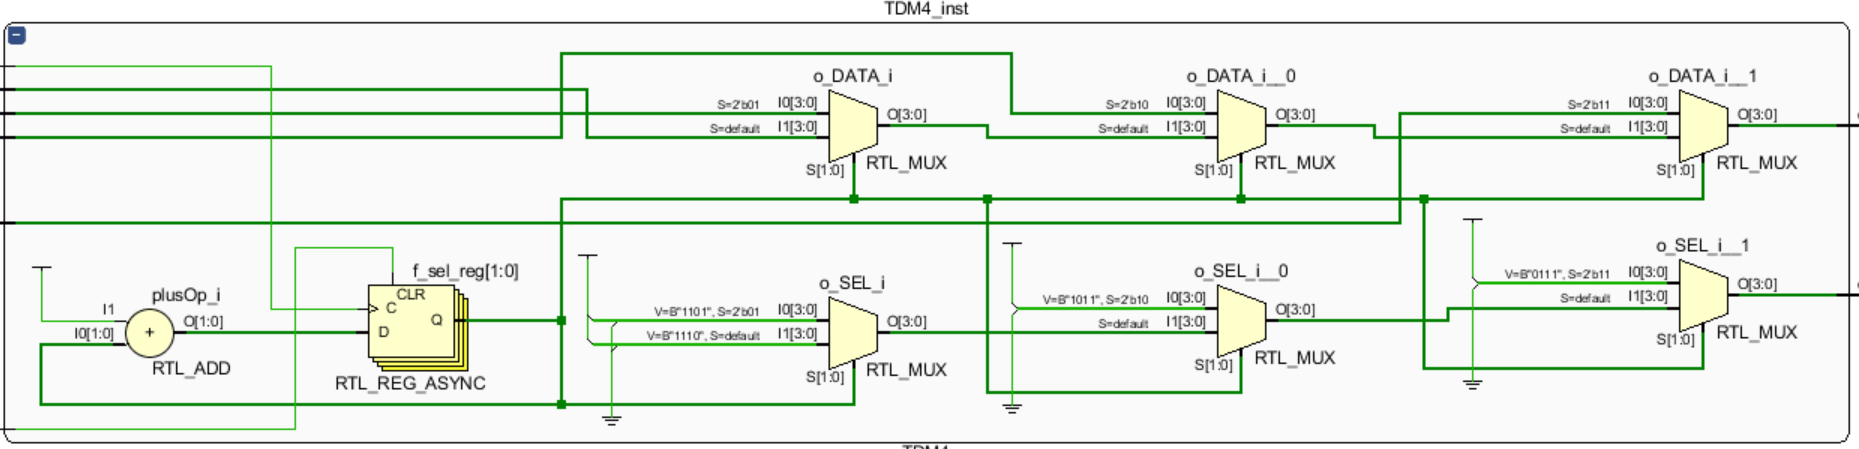 TDM4_inst
o_DATA_i
S=2'b01 I0[3:0]
S=default I1[3:0]
O[3:0]
S[1:0]
RTL_MUX
o_DATA_i__0
S=2'b10 I0[3:0]
S=default I1[3:0]
O[3:0]
S[1:0]
RTL_MUX
o_DATA_i__1
S=2'b11 I0[3:0]
S=default I1[3:0]
O[3:0]
S[1:0]
RTL_MUX
plusOp_i
I1
I0[1:0]
+
O[1:0]
RTL_ADD
f_sel_reg[1:0]
CLR
C
Q
D
RTL_REG_ASYNC
o_SEL_i
V=B"1101", S=2'b01 I0[3:0]
V=B"1110", S=default I1[3:0]
O[3:0]
S[1:0]
RTL_MUX
o_SEL_i__0
V=B"1011", S=2'b10 I0[3:0]
S=default I1[3:0]
O[3:0]
S[1:0]
RTL_MUX
o_SEL_i__1
V=B"0111", S=2'b11 I0[3:0]
S=default I1[3:0]
O[3:0]
S[1:0]
RTL_MUX